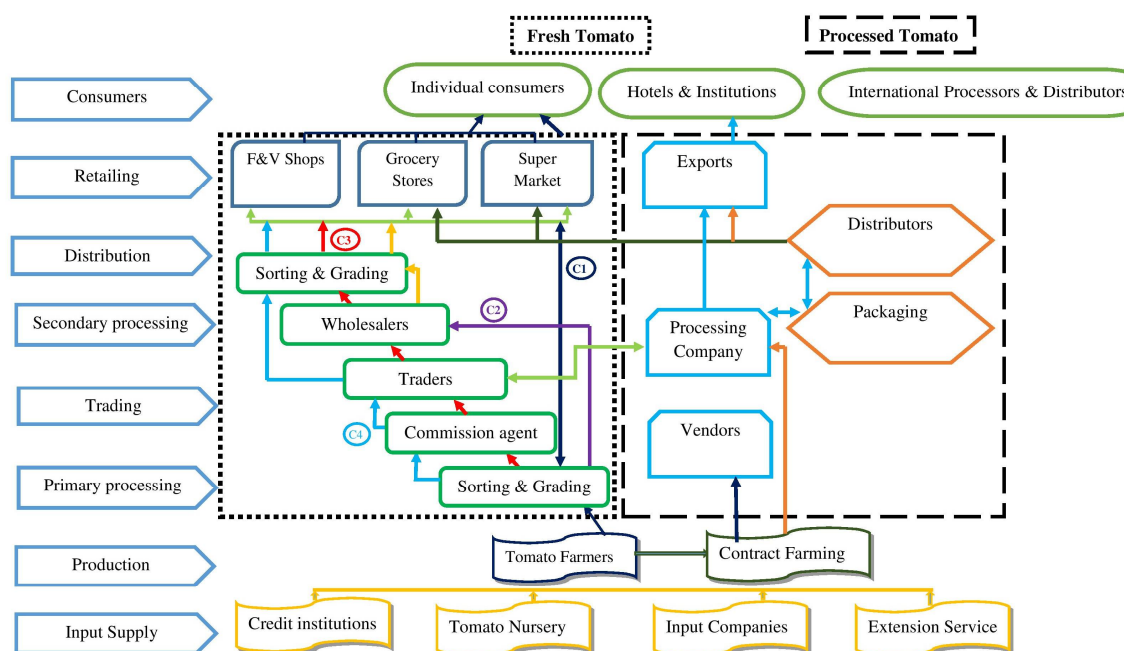 Fresh Tomato
Processed Tomato
Consumers
Individual consumers
Hotels & Institutions
International Processors & Distributors
Retailing
F&V Shops
Grocery
Stores
Super
Market
Exports
Distribution
C3
C1
Sorting & Grading
Distributors
Secondary processing
Wholesalers
C2
Processing
Company
Packaging
Trading
Traders
C4
Commission agent
Vendors
Primary processing
Sorting & Grading
Production
Tomato Farmers
Contract Farming
Input Supply
Credit institutions
Tomato Nursery
Input Companies
Extension Service